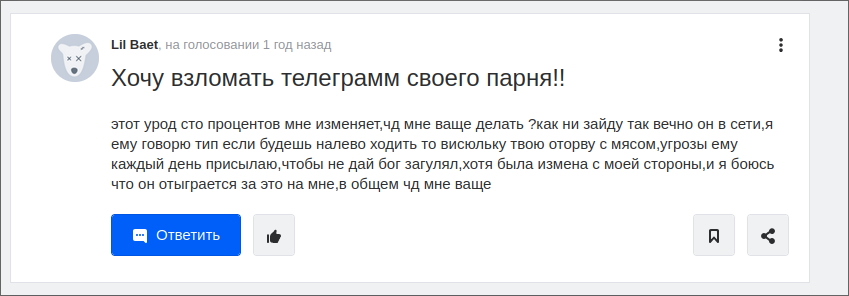 Lil Baet, на голосовании 1 год назад
Хочу взломать телеграмм своего парня!!
этот урод сто процентов мне изменяет,чд мне ваще делать ?как ни зайду так вечно он в сети,я
ему говорю тип если будешь налево ходить то висюльку твою оторву с мясом,угрозы ему
каждый день присылаю,чтобы не дай бог загулял,хотя была измена с моей стороны,и я боюсь
что он отыграется за это на мне,в общем чд мне ваще
Ответить